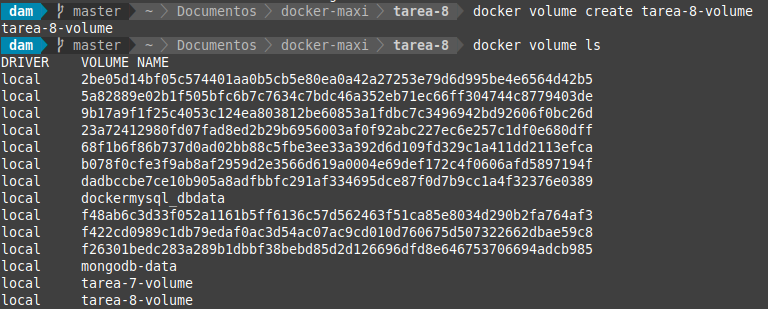 dam master ~ Documentos docker-maxi tarea-8 docker volume create tarea-8-volume
tarea-8-volume
dam master ~ Documentos docker-maxi tarea-8 docker volume ls
DRIVER VOLUME NAME
local 2be05d14bf05c574401aa0b5cb5e80ea0a42a27253e79d6d995be4e6564d42b5
local 5a82889e02b1f505bfc6b7c7634c7bdc46a352eb71ec66ff304744c8779403de
local 9b17a9f1f25c4053c124ea803812be60853a1fdbc7c3496942bd92606f0bc26d
local 23a72412980fd07fad8ed2b29b6956003af0f92abc227ec6e257c1df0e680dff
local 68f1b6f86b737d0ad02bb88c5fbe3ee33a392d6d109fd329c1a411dd2113efca
local b078f0cfe3f9ab8af2959d2e3566d619a0004e69def172c4f0606afd5897194f
local dadbccbe7ce10b905a8adfbbfc291af334695dce87f0d7b9cc1a4f32376e0389
local dockermysql_dbdata
local f48ab6c3d33f052a1161b5ff6136c57d562463f51ca85e8034d290b2fa764af3
local f422cd0989c1db79edaf0ac3d54ac07ac9cd010d760675d507322662dbae59c8
local f26301bedc283a289b1dbbf38bebd85d2d126696dfd8e646753706694adcb985
local mongodb-data
local tarea-7-volume
local tarea-8-volume